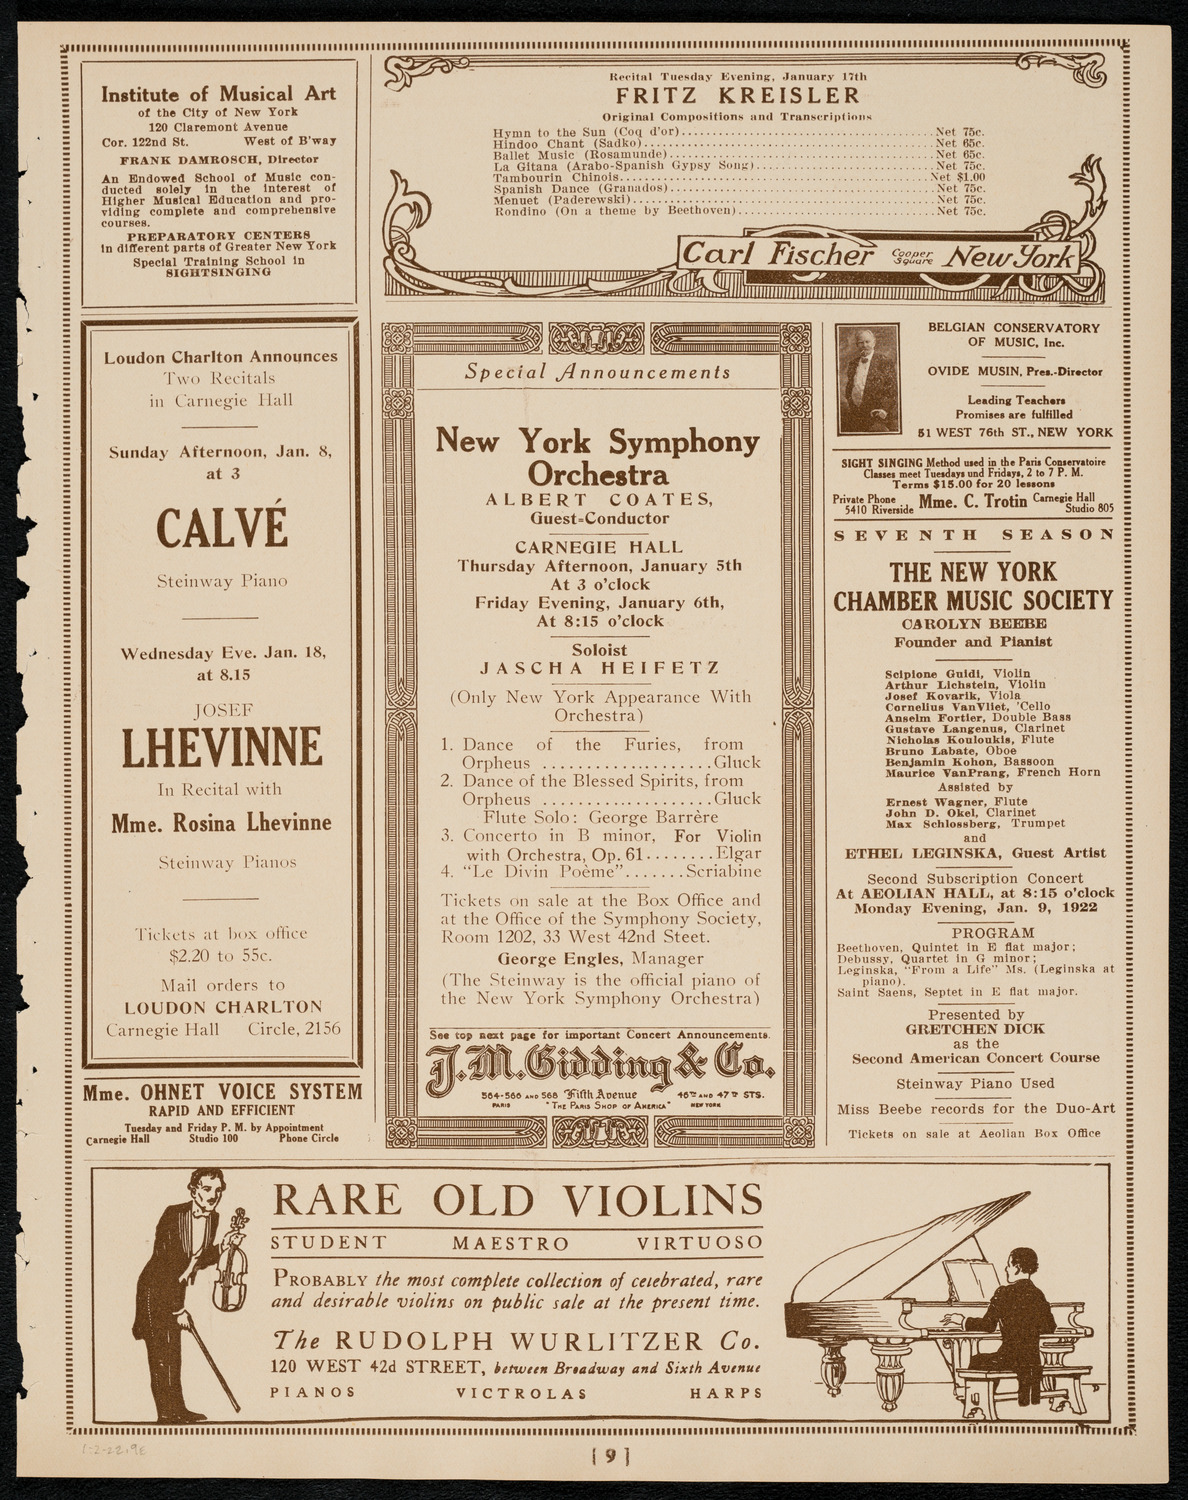 Institute of Musical Art
of the City of New York
120 Claremont Avenue
Cor. 122nd St. West of B'way
FRANK DAMROSCH, Director
An Endowed School of Music con-
ducted solely in the interest of
Higher Musical Education and pro-
viding complete and comprehensive
courses.
PREPARATORY CENTERS
in different parts of Greater New York
Special Training School in
SIGHTSINGING
Recital Tuesday Evening, January 17th
FRITZ KREISLER
Original Compositions and Transcriptions
Hymn to the Sun (Coq d'or)..........Net 75c.
Hindoo Chant (Sadko)..........Net 65c.
Ballet Music (Rosamunde)..........Net 65c.
La Gitana (Arabo-Spanish Gypsy Song)..........Net 75c.
Tambourin Chinois..........Net $1.00
Spanish Dance (Granados)..........Net 75c.
Menuet (Paderewski)..........Net 75c.
Rondino (On a theme by Beethoven)..........Net 75c.
Carl Fischer Cooper Square New York
Loudon Charlton Announces
Two Recitals
in Carnegie Hall
Sunday Afternoon, Jan. 8,
at 3
CALVÉ
Steinway Piano
Wednesday Eve. Jan. 18,
at 8.15
JOSEF
LHEVINNE
In Recital with
Mme. Rosina Lhevinne
Steinway Pianos
Tickets at box office
$2.20 to 55c.
Mail orders to
LOUDON CHARLTON
Carnegie Hall Circle, 2156
Mme. OHNET VOICE SYSTEM
RAPID AND EFFICIENT
Tuesday and Friday P. M. by Appointment
Carnegie Hall Studio 100 Phone Circle
Special Announcements
New York Symphony
Orchestra
ALBERT COATES,
Guest-Conductor
CARNEGIE HALL
Thursday Afternoon, January 5th
At 3 o'clock
Friday Evening, January 6th,
At 8:15 o'clock
Soloist
JASCHA HEIFETZ
(Only New York Appearance With
Orchestra)
1. Dance of the Furies, from
Orpheus ....................Gluck
2. Dance of the Blessed Spirits, from
Orpheus ....................Gluck
Flute Solo: George Barrère
3. Concerto in B minor, For Violin
with Orchestra, Op. 61........Elgar
4. "Le Divin Poème".......Scriabine
Tickets on sale at the Box Office and
at the Office of the Symphony Society,
Room 1202, 33 West 42nd Steet.
George Engles, Manager
(The Steinway is the official piano of
the New York Symphony Orchestra)
See top next page for important Concert Announcements.
J.M. Gidding & Co.
564-566 AND 568 Fifth Avenue 46TH AND 47TH STS.
PARIS "THE PARIS SHOP OF AMERICA" NEW YORK
BELGIAN CONSERVATORY
OF MUSIC, Inc.
OVIDE MUSIN, Pres.-Director
Leading Teachers
Promises are fulfilled
51 WEST 76th ST., NEW YORK
SIGHT SINGING Method used in the Paris Conservatoire
Classes meet Tuesdays und Fridays, 2 to 7 P. M.
Terms $15.00 for 20 lessons
Private Phone 5410 Riverside Mme. C. Trotin Carnegie Hall Studio 805
SEVENTH SEASON
THE NEW YORK
CHAMBER MUSIC SOCIETY
CAROLYN BEEBE
Founder and Pianist
Scipione Guidi, Violin
Arthur Lichstein, Violin
Josef Kovarik, Viola
Cornelius VanVliet, 'Cello
Anselm Fortier, Double Bass
Gustave Langenus, Clarinet
Nicholas Kouloukis, Flute
Bruno Labate, Oboe
Benjamin Kohon, Bassoon
Maurice VanPrang, French Horn
Assisted by
Ernest Wagner, Flute
John D. Okel, Clarinet
Max Schlossberg, Trumpet
and
ETHEL LEGINSKA, Guest Artist
Second Subscription Concert
At AEOLIAN HALL, at 8:15 o'clock
Monday Evening, Jan. 9, 1922
PROGRAM
Beethoven, Quintet in E flat major;
Debussy, Quartet in G minor;
Leginska, "From a Life" Ms. (Leginska at
piano).
Saint Saens, Septet in E flat major.
Presented by
GRETCHEN DICK
as the
Second American Concert Course
Steinway Piano Used
Miss Beebe records for the Duo-Art
Tickets on sale at Aeolian Box Office
RARE OLD VIOLINS
STUDENT MAESTRO VIRTUOSO
PROBABLY the most complete collection of celebrated, rare
and desirable violins on public sale at the present time.
The RUDOLPH WURLITZER Co.
120 WEST 42d STREET, between Broadway and Sixth Avenue
PIANOS VICTROLAS HARPS
1-2-22,9E
[ 9 ]